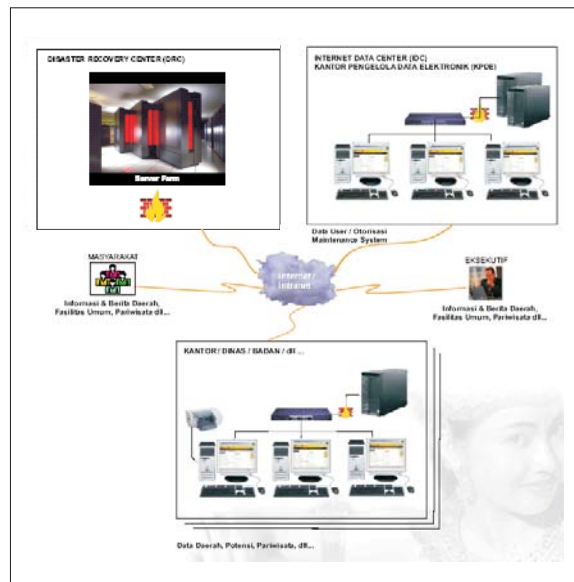 DISASTER RECOVERY CENTER (DRC)
Server Farm
INTERNET DATA CENTER (IDC)
KANTOR PENGELOLA DATA ELEKTRONIK (KPDE)
Data User / Otorisasi
Maintenance System
MASYARAKAT
Informasi & Berita Daerah,
Fasilitas Umum, Pariwisata dll...
Internet /
Intranet
EKSEKUTIF
Informasi & Berita Daerah,
Fasilitas Umum, Pariwisata dll...
KANTOR / DINAS / BADAN / dll ...
Data Daerah, Potensi, Pariwisata, dll...